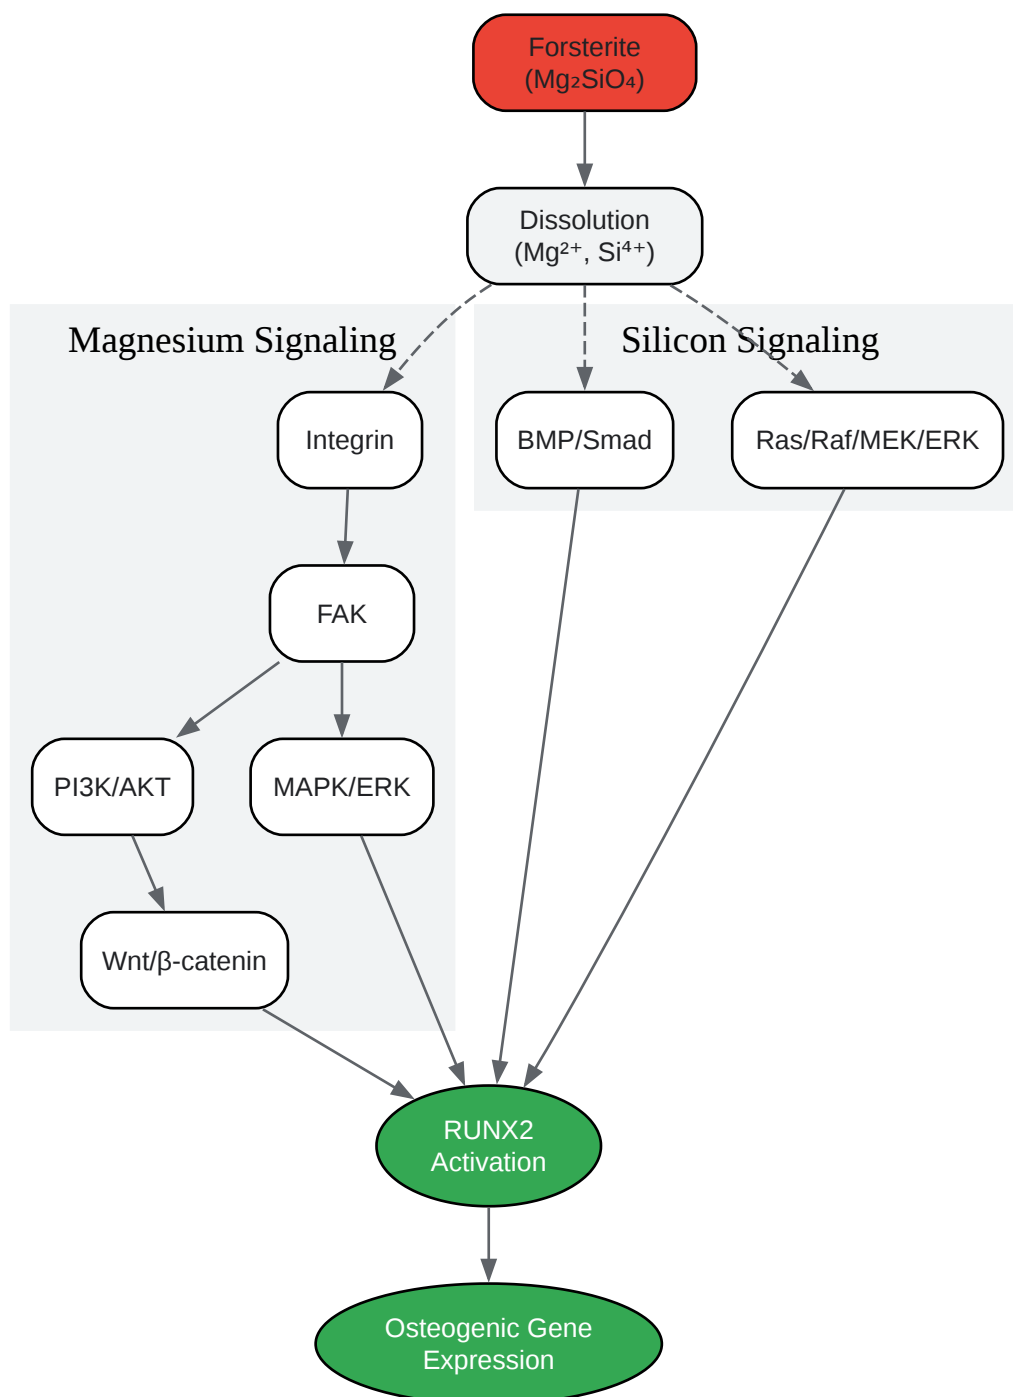 Forsterite
(Mg₂SiO₄)
Dissolution
(Mg²⁺, Si⁴⁺)
Magnesium Signaling
Silicon Signaling
Integrin
BMP/Smad
Ras/Raf/MEK/ERK
FAK
PI3K/AKT
MAPK/ERK
Wnt/β-catenin
RUNX2
Activation
Osteogenic Gene
Expression